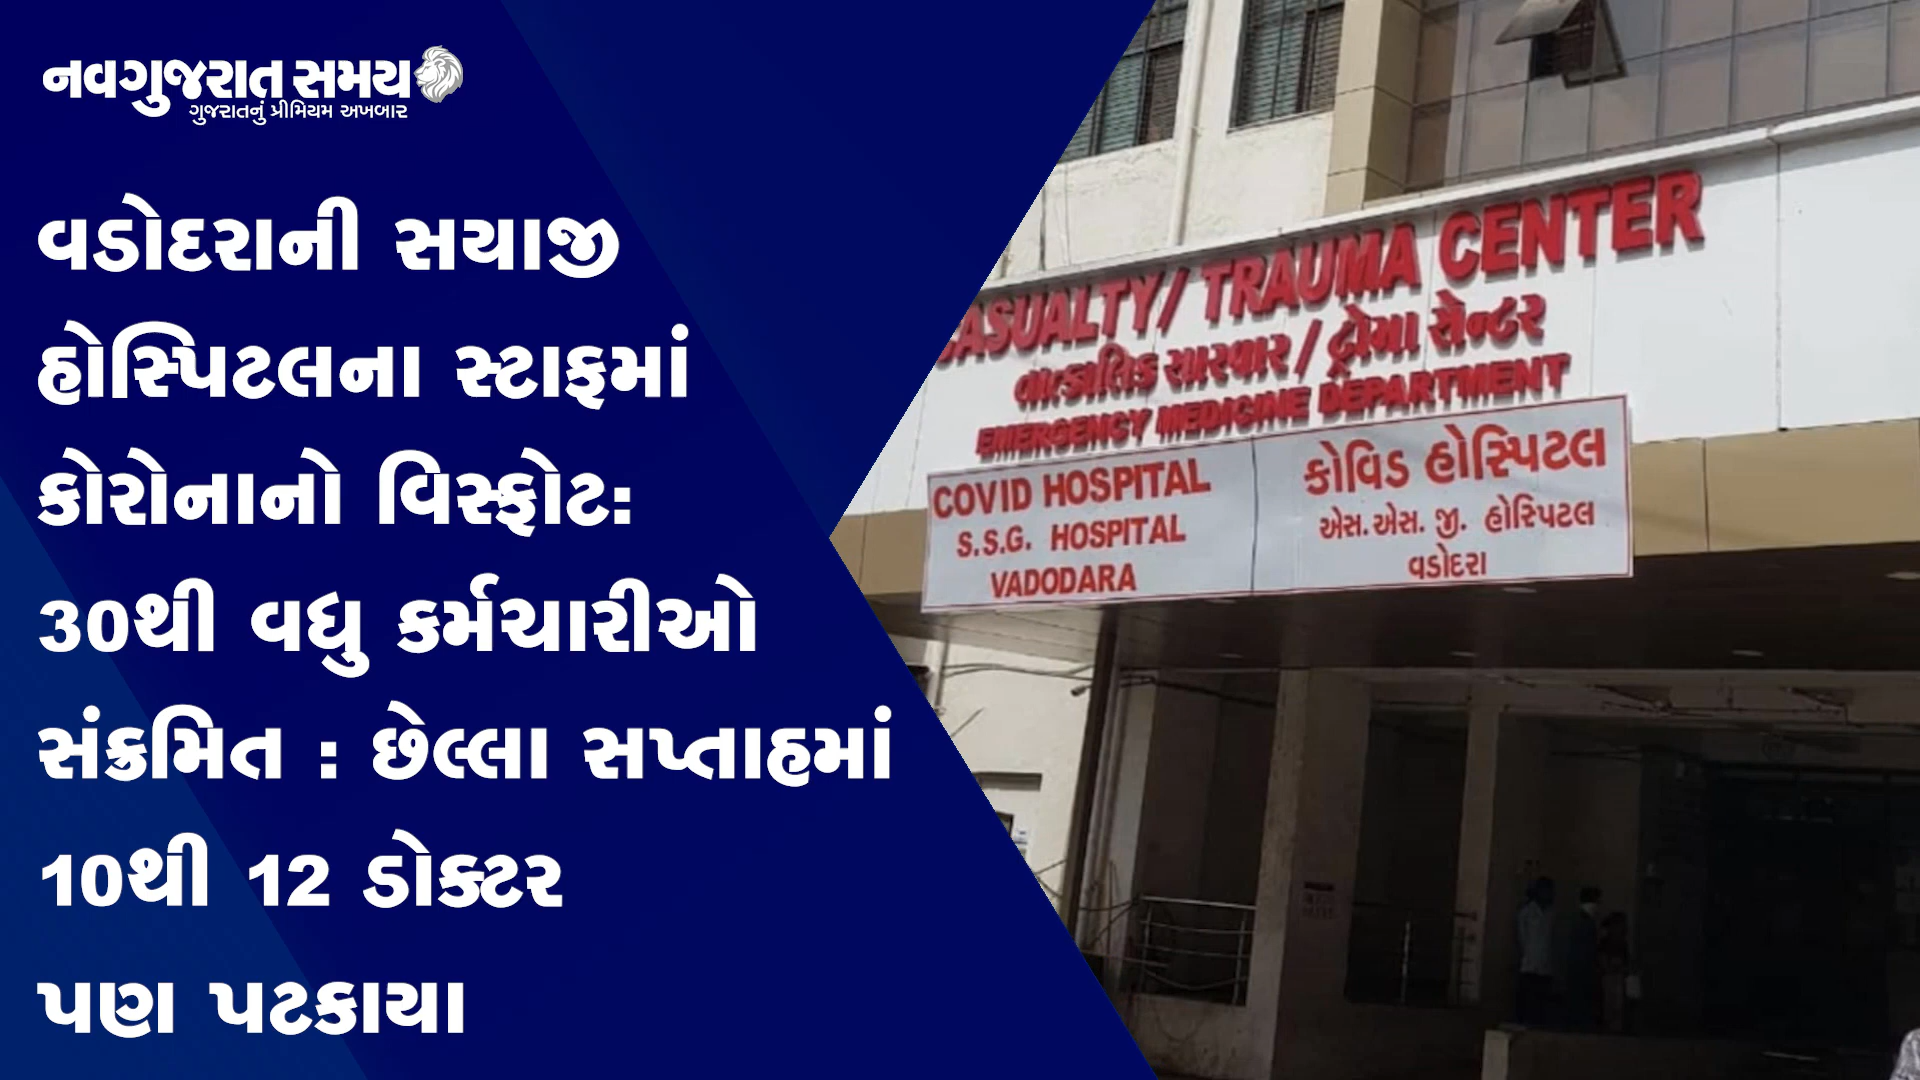 નવગુજરાત સમય
ગુજરાતનું પ્રીમિયમ અખબાર
વડોદરાની સયાજી
હોસ્પિટલના સ્ટાફમાં
કોરોનાનો વિસ્ફોટ:
30થી વધુ કર્મચારીઓ
સંક્રમિત : છેલ્લા સપ્તાહમાં
10થી 12 ડોક્ટર
પણ પટકાયા
CASUALTY/ TRAUMA CENTER
તાત્કાલિક સારવાર / ટ્રોમા સેન્ટર
EMERGENCY MEDICINE DEPARTMENT
COVID HOSPITAL
S.S.G. HOSPITAL
VADODARA
કોવિડ હોસ્પિટલ
એસ.એસ. જી. હોસ્પિટલ
વડોદરા